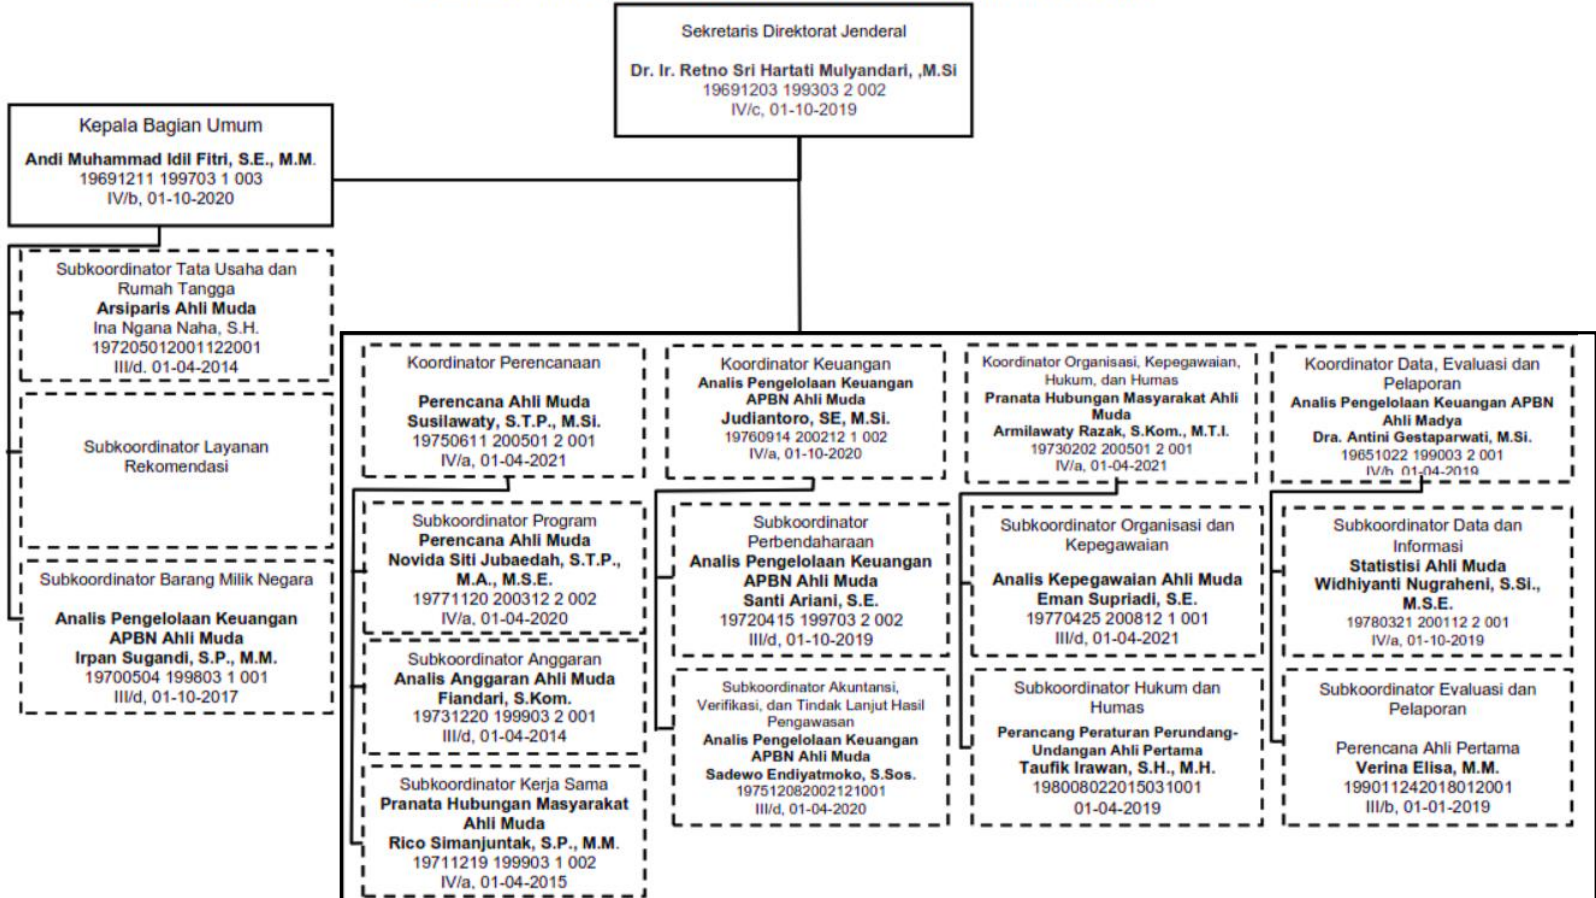 Sekretaris Direktorat Jenderal
Dr. Ir. Retno Sri Hartati Mulyandari, ,M.Si
19691203 199303 2 002
IV/c, 01-10-2019
Kepala Bagian Umum
Andi Muhammad Idil Fitri, S.E., M.M.
19691211 199703 1 003
IV/b, 01-10-2020
Subkoordinator Tata Usaha dan
Rumah Tangga
Arsiparis Ahli Muda
Ina Ngana Naha, S.H.
197205012001122001
III/d. 01-04-2014
Subkoordinator Layanan
Rekomendasi
Subkoordinator Barang Milik Negara
Analis Pengelolaan Keuangan
APBN Ahli Muda
Irpan Sugandi, S.P., M.M.
19700504 199803 1 001
III/d, 01-10-2017
Koordinator Perencanaan
Perencana Ahli Muda
Susilawaty, S.T.P., M.Si.
19750611 200501 2 001
IV/a, 01-04-2021
Subkoordinator Program
Perencana Ahli Muda
Novida Siti Jubaedah, S.T.P.,
M.A., M.S.E.
19771120 200312 2 002
IV/a, 01-04-2020
Subkoordinator Anggaran
Analis Anggaran Ahli Muda
Fiandari, S.Kom.
19731220 199903 2 001
III/d, 01-04-2014
Subkoordinator Kerja Sama
Pranata Hubungan Masyarakat
Ahli Muda
Rico Simanjuntak, S.P., M.M.
19711219 199903 1 002
IV/a, 01-04-2015
Koordinator Keuangan
Analis Pengelolaan Keuangan
APBN Ahli Muda
Judiantoro, SE, M.Si.
19760914 200212 1 002
IV/a, 01-10-2020
Subkoordinator
Perbendaharaan
Analis Pengelolaan Keuangan
APBN Ahli Muda
Santi Ariani, S.E.
19720415 199703 2 002
III/d, 01-10-2019
Subkoordinator Akuntansi,
Verifikasi, dan Tindak Lanjut Hasil
Pengawasan
Analis Pengelolaan Keuangan
APBN Ahli Muda
Sadewo Endiyatmoko, S.Sos.
197512082002121001
III/d, 01-04-2020
Koordinator Organisasi, Kepegawaian,
Hukum, dan Humas
Pranata Hubungan Masyarakat Ahli
Muda
Armilawaty Razak, S.Kom., M.T.I.
19730202 200501 2 001
IV/a, 01-04-2021
Subkoordinator Organisasi dan
Kepegawaian
Analis Kepegawaian Ahli Muda
Eman Supriadi, S.E.
19770425 200812 1 001
III/d, 01-04-2021
Subkoordinator Hukum dan
Humas
Perancang Peraturan Perundang-
Undangan Ahli Pertama
Taufik Irawan, S.H., M.H.
198008022015031001
01-04-2019
Koordinator Data, Evaluasi dan
Pelaporan
Analis Pengelolaan Keuangan APBN
Ahli Madya
Dra. Antini Gestaparwati, M.Si.
19651022 199003 2 001
IV/b, 01-04-2019
Subkoordinator Data dan
Informasi
Statistisi Ahli Muda
Widhiyanti Nugraheni, S.Si.,
M.S.E.
19780321 200112 2 001
IV/a, 01-10-2019
Subkoordinator Evaluasi dan
Pelaporan
Perencana Ahli Pertama
Verina Elisa, M.M.
199011242018012001
III/b, 01-01-2019